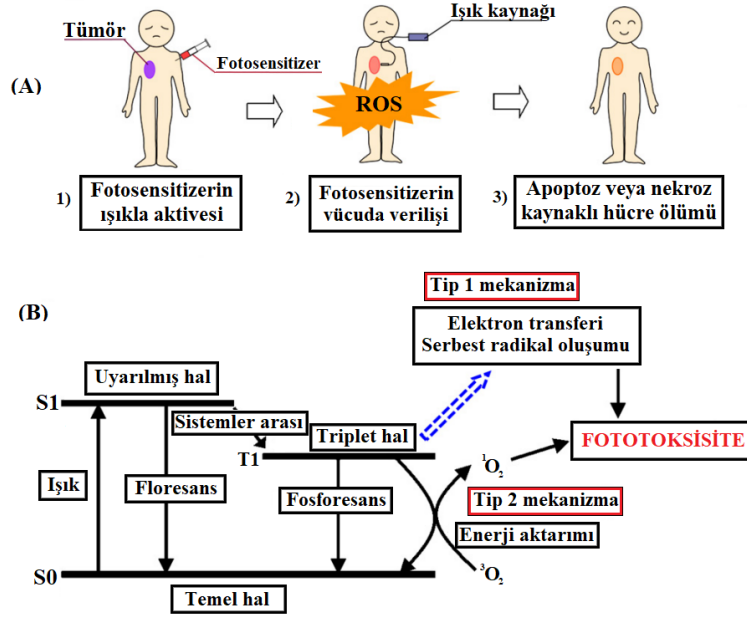 Tümör
Fotosensitizer
Işık kaynağı
(A)
ROS
1) Fotosensitizerin
ışıkla aktivesi
2) Fotosensitizerin
vücuda verilişi
3) Apoptoz veya nekroz
kaynaklı hücre ölümü
(B)
Tip 1 mekanizma
Elektron transferi
Serbest radikal oluşumu
Uyarılmış hal
S1
Sistemler arası
Triplet hal
T1
FOTOTOKSİSİTE
¹O₂
Işık
Floresans
Fosforesans
Tip 2 mekanizma
Enerji aktarımı
³O₂
S0
Temel hal